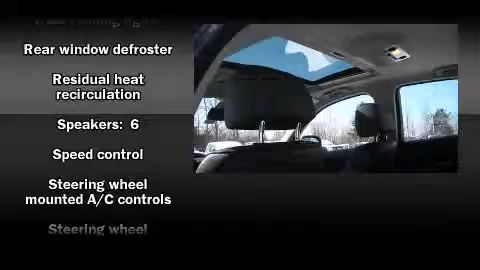 Rear window defroster
Residual heat
recirculation
Speakers: 6
Speed control
Steering wheel
mounted A/C controls
Steering wheel